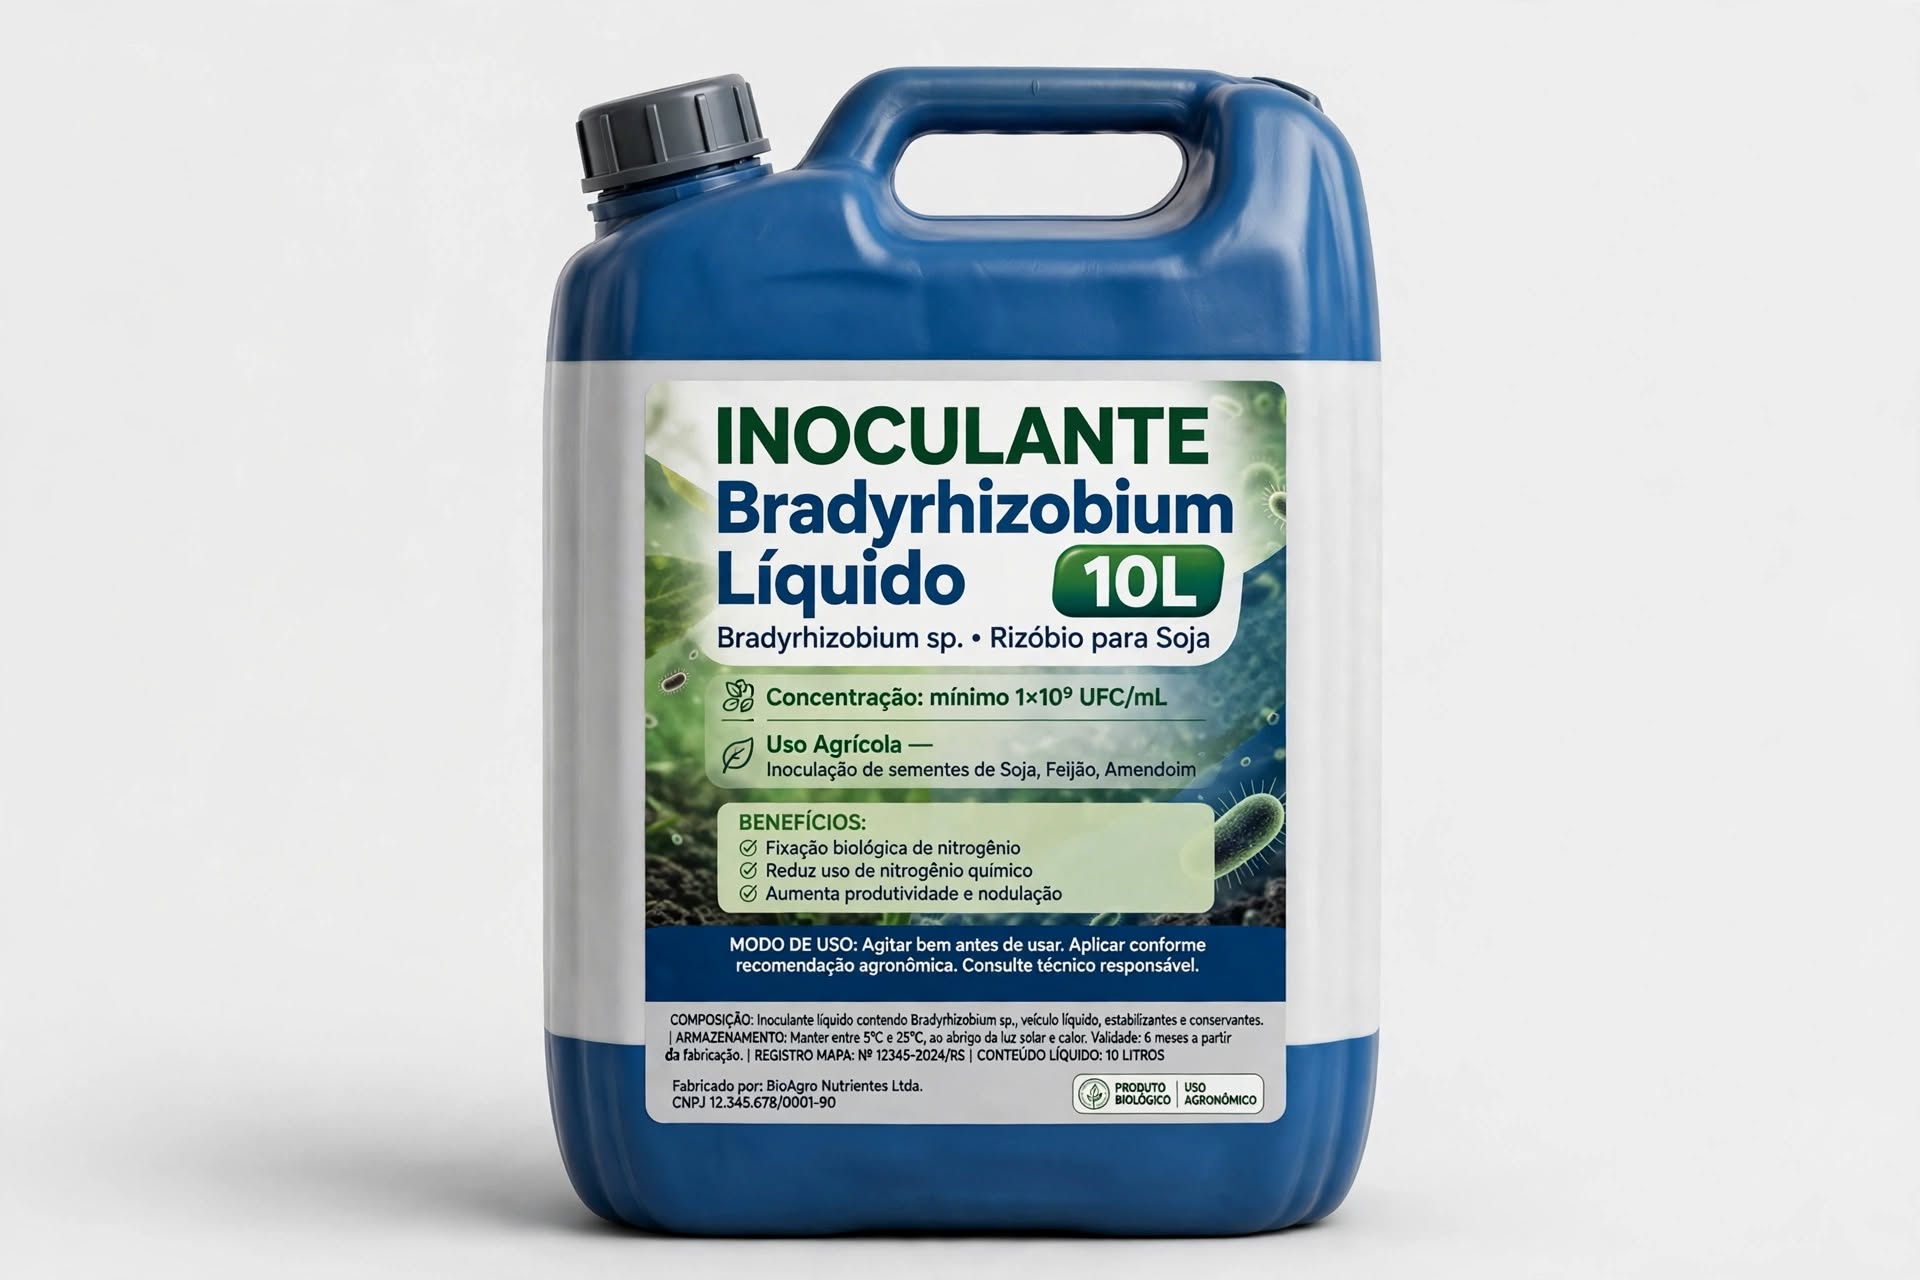 INOCULANTE
Bradyrhizobium
Líquido
10L
Bradyrhizobium sp. • Rizóbio para Soja
Concentração: mínimo 1×10⁹ UFC/mL
Uso Agrícola —
Inoculação de sementes de Soja, Feijão, Amendoim
BENEFÍCIOS:
Fixação biológica de nitrogênio
Reduz uso de nitrogênio químico
Aumenta produtividade e nodulação
MODO DE USO: Agitar bem antes de usar. Aplicar conforme
recomendação agronômica. Consulte técnico responsável.
COMPOSIÇÃO: Inoculante líquido contendo Bradyrhizobium sp., veículo líquido, estabilizantes e conservantes.
| ARMAZENAMENTO: Manter entre 5°C e 25°C, ao abrigo da luz solar e calor. Validade: 6 meses a partir
da fabricação. | REGISTRO MAPA: Nº 12345-2024/RS | CONTEÚDO LÍQUIDO: 10 LITROS
Fabricado por: BioAgro Nutrientes Ltda.
CNPJ 12.345.678/0001-90
PRODUTO
BIOLÓGICO
USO
AGRONÔMICO